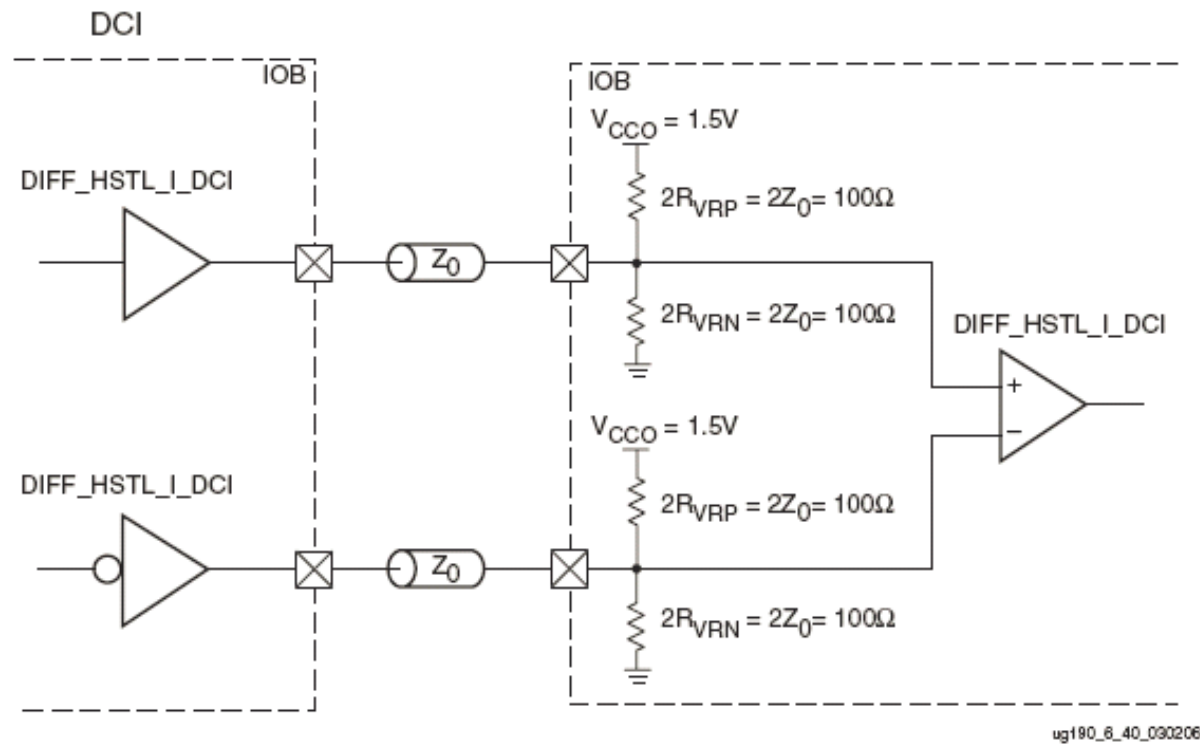 DCI
IOB
IOB
VCCO = 1.5V
DIFF_HSTL_I_DCI
2RVRP = 2Z0= 100Ω
Z0
2RVRN = 2Z0= 100Ω
DIFF_HSTL_I_DCI
+
−
VCCO = 1.5V
DIFF_HSTL_I_DCI
2RVRP = 2Z0= 100Ω
Z0
2RVRN = 2Z0= 100Ω
ug190_6_40_030206